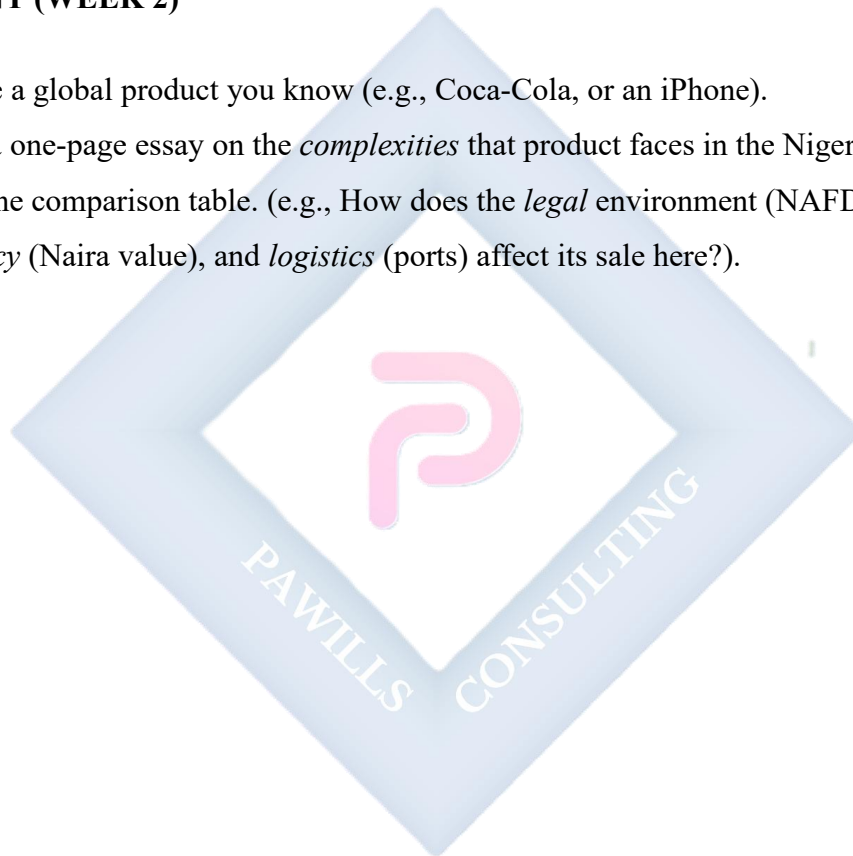 (WEEK 2)
a global product you know (e.g., Coca-Cola, or an iPhone).
one-page essay on the complexities that product faces in the Niger
comparison table. (e.g., How does the legal environment (NAFD
(Naira value), and logistics (ports) affect its sale here?).
PAWILLS
CONSULTING